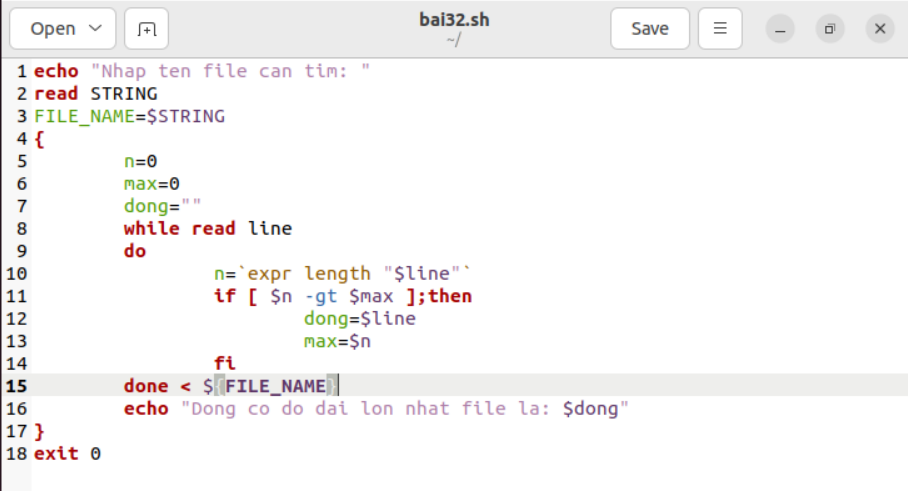 Open
bai32.sh
~/
Save
1 echo "Nhap ten file can tim: "
2 read STRING
3 FILE_NAME=$STRING
4 {
5 n=0
6 max=0
7 dong=""
8 while read line
9 do
10 n=`expr length "$line"`
11 if [ $n -gt $max ];then
12 dong=$line
13 max=$n
14 fi
15 done < ${FILE_NAME}
16 echo "Dong co do dai lon nhat file la: $dong"
17 }
18 exit 0